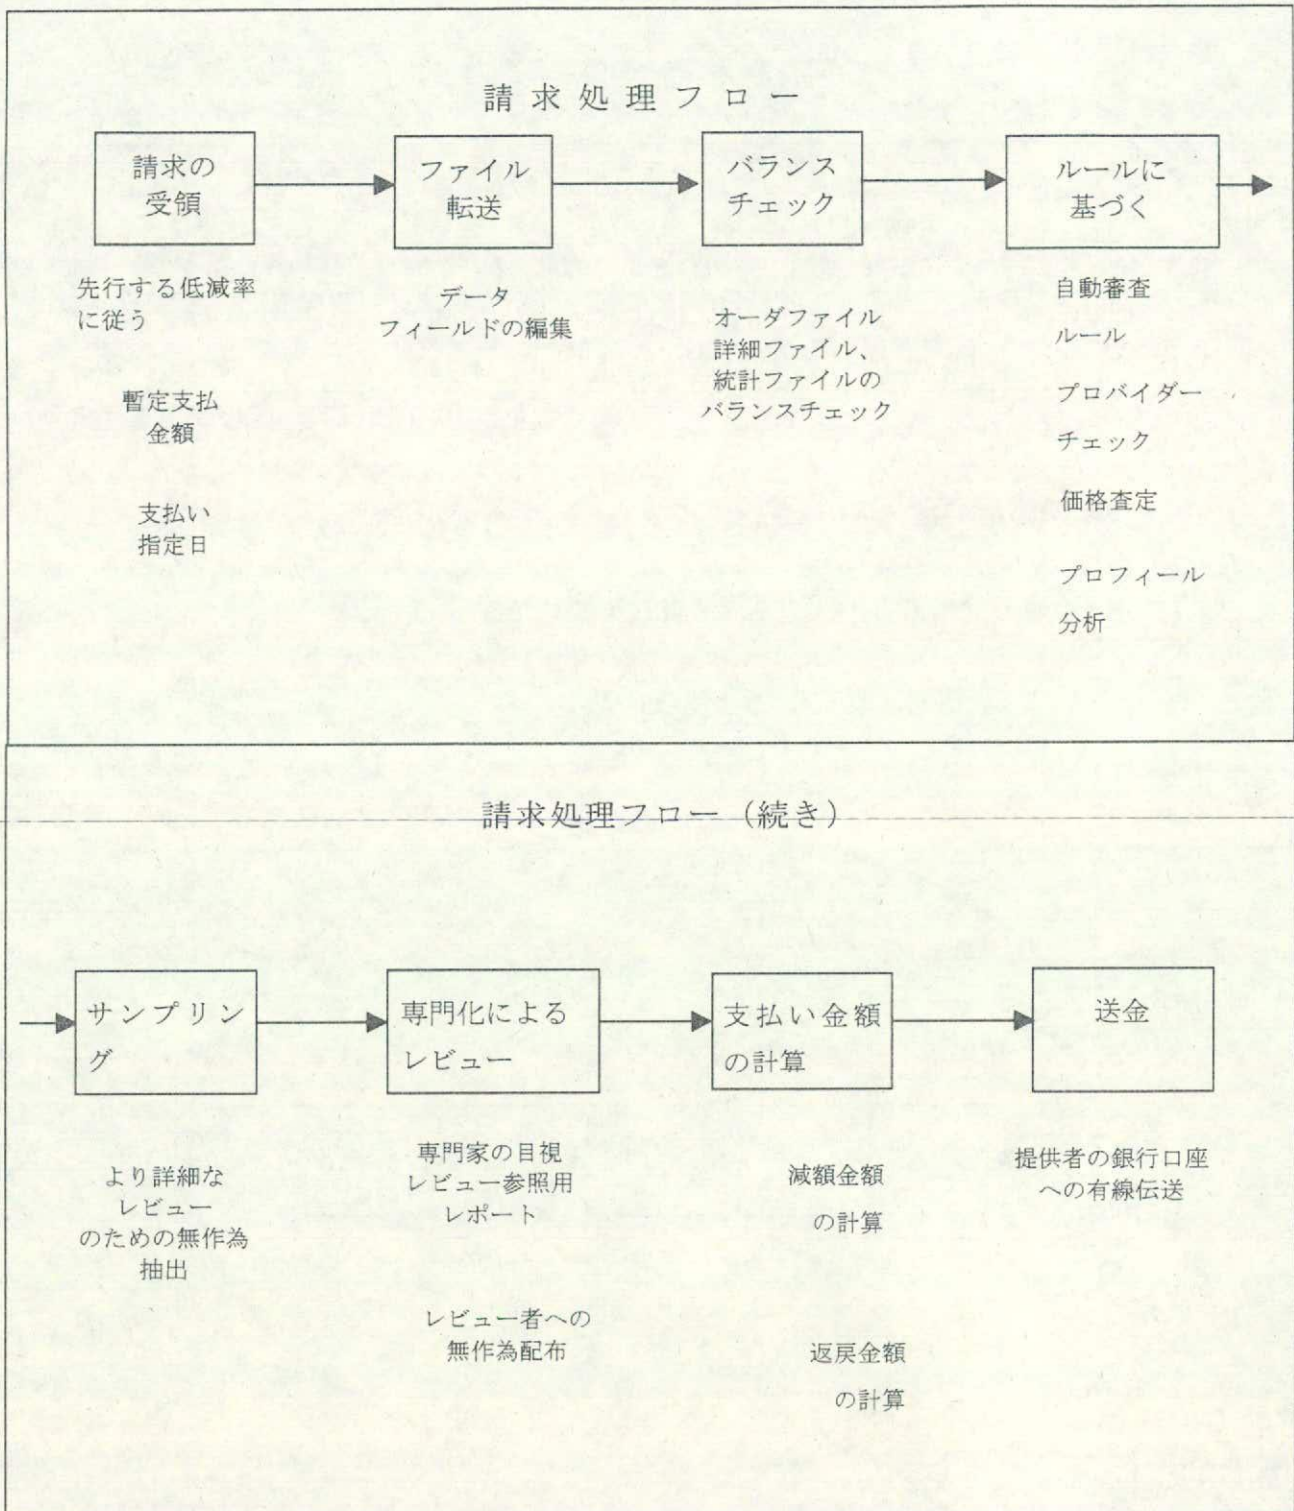 請求処理フロー
請求の
受領
ファイル
転送
バランス
チェック
ルールに
基づく
先行する低減率
に従う
暫定支払
金額
支払い
指定日
データ
フィールドの編集
オーダファイル
詳細ファイル、
統計ファイルの
バランスチェック
自動審査
ルール
プロバイダー
チェック
価格査定
プロフィール
分析
請求処理フロー（続き）
サンプリン
グ
専門化による
レビュー
支払い金額
の計算
送金
より詳細な
レビュー
のための無作為
抽出
専門家の目視
レビュー参照用
レポート
レビュー者への
無作為配布
減額金額
の計算
返戻金額
の計算
提供者の銀行口座
への有線伝送